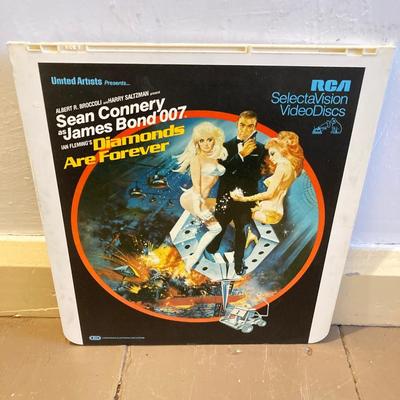 United Artists Presents...
ALBERT R. BROCCOLI and HARRY SALTZMAN present
Sean Connery
as James Bond 007
IAN FLEMING'S Diamonds
Are Forever
RCA
SelectaVision
VideoDiscs